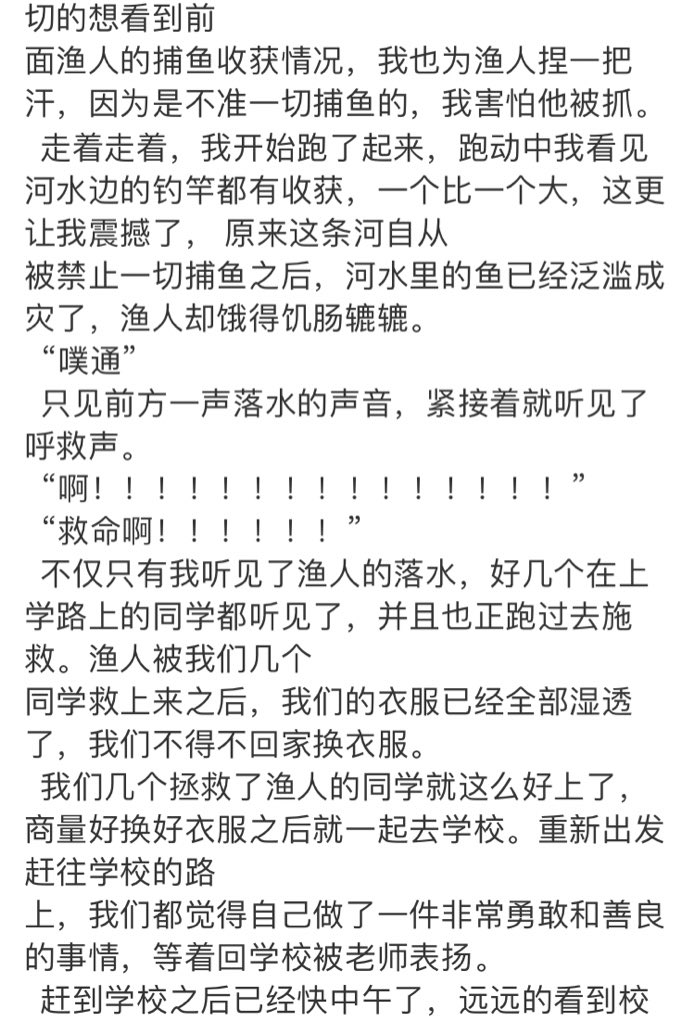 切的想看到前
面渔人的捕鱼收获情况，我也为渔人捏一把
汗，因为是不准一切捕鱼的，我害怕他被抓。
走着走着，我开始跑了起来，跑动中我看见
河水边的钓竿都有收获，一个比一个大，这更
让我震撼了， 原来这条河自从
被禁止一切捕鱼之后，河水里的鱼已经泛滥成
灾了，渔人却饿得饥肠辘辘。
“噗通”
只见前方一声落水的声音，紧接着就听见了
呼救声。
“啊！！！！！！！！！！！！！！！”
“救命啊！！！！！！”
不仅只有我听见了渔人的落水，好几个在上
学路上的同学都听见了，并且也正跑过去施
救。渔人被我们几个
同学救上来之后，我们的衣服已经全部湿透
了，我们不得不回家换衣服。
我们几个拯救了渔人的同学就这么好上了，
商量好换好衣服之后就一起去学校。重新出发
赶往学校的路
上，我们都觉得自己做了一件非常勇敢和善良
的事情，等着回学校被老师表扬。
赶到学校之后已经快中午了，远远的看到校